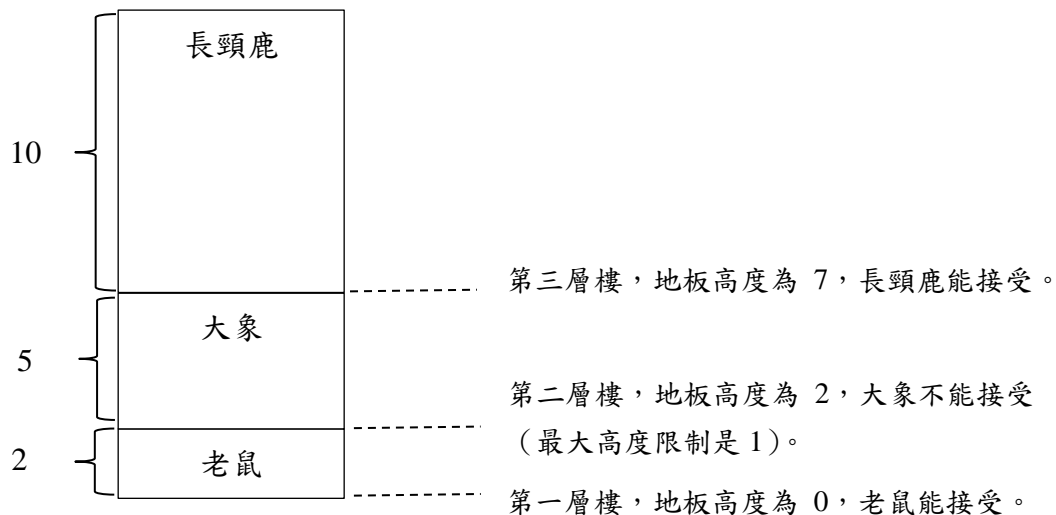 長頸鹿
10
第三層樓，地板高度為 7，長頸鹿能接受。
大象
5
第二層樓，地板高度為 2，大象不能接受
（最大高度限制是 1）。
2
老鼠
第一層樓，地板高度為 0，老鼠能接受。